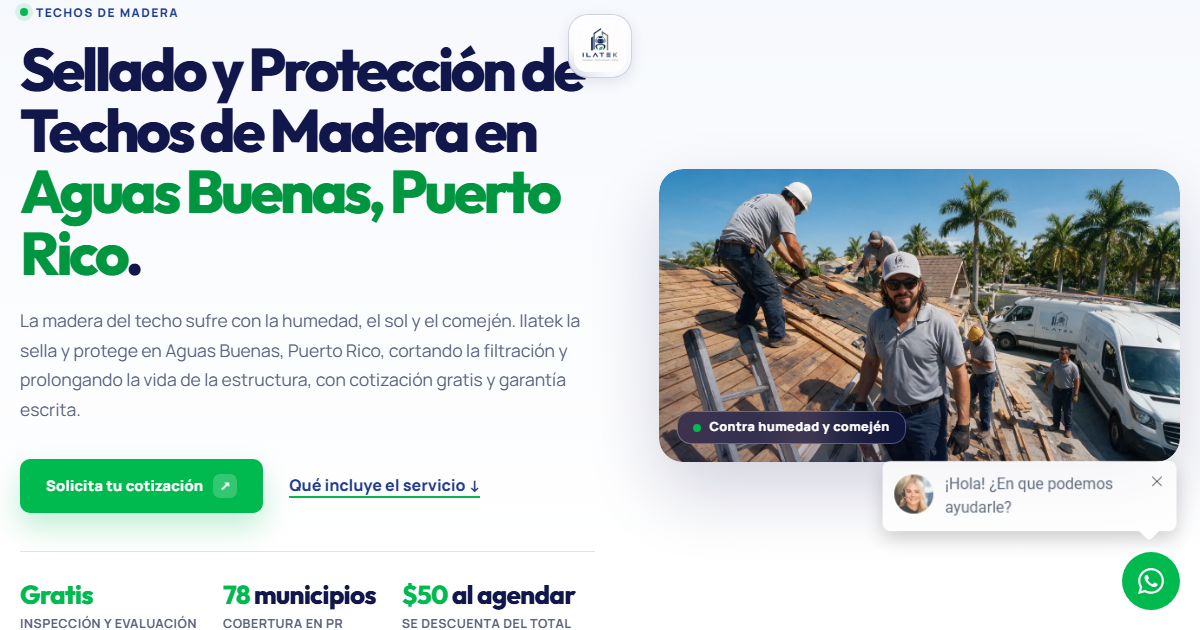 TECHOS DE MADERA
ILATEK
Sellado y Protección de
Techos de Madera en
Aguas Buenas, Puerto
Rico.
La madera del techo sufre con la humedad, el sol y el comején. Ilatek la
sella y protege en Aguas Buenas, Puerto Rico, cortando la filtración y
prolongando la vida de la estructura, con cotización gratis y garantía
escrita.
Solicita tu cotización ↗
Qué incluye el servicio ↓
ILATEK
Contra humedad y comején
¡Hola! ¿En que podemos
ayudarle?
Gratis
INSPECCIÓN Y EVALUACIÓN
78 municipios
COBERTURA EN PR
$50 al agendar
SE DESCUENTA DEL TOTAL